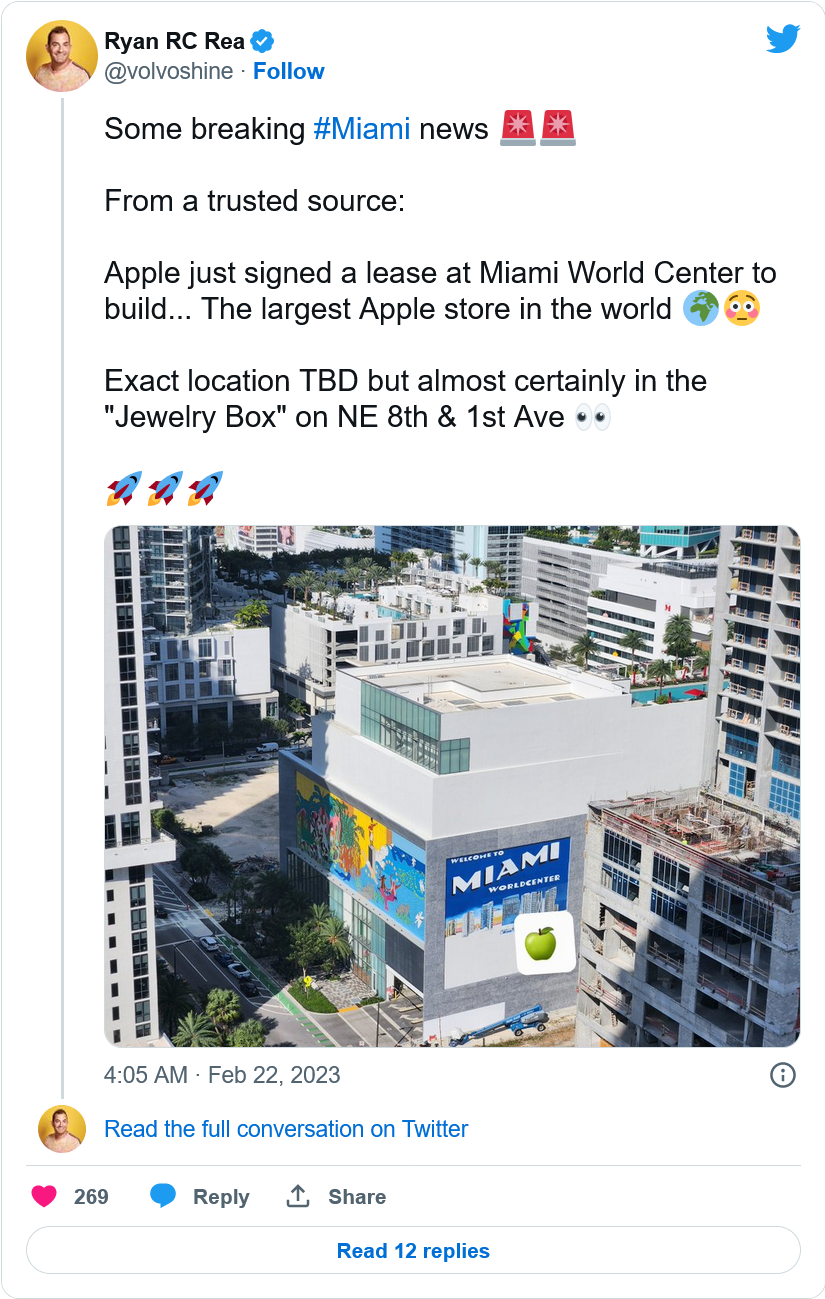 Ryan RC Rea
@volvoshine · Follow
Some breaking #Miami news 🚨🚨
From a trusted source:
Apple just signed a lease at Miami World Center to
build... The largest Apple store in the world 🌍😳
Exact location TBD but almost certainly in the
"Jewelry Box" on NE 8th & 1st Ave 👀
🚀🚀🚀
WELCOME TO
MIAMI
WORLDCENTER
4:05 AM · Feb 22, 2023
Read the full conversation on Twitter
269 Reply Share
Read 12 replies